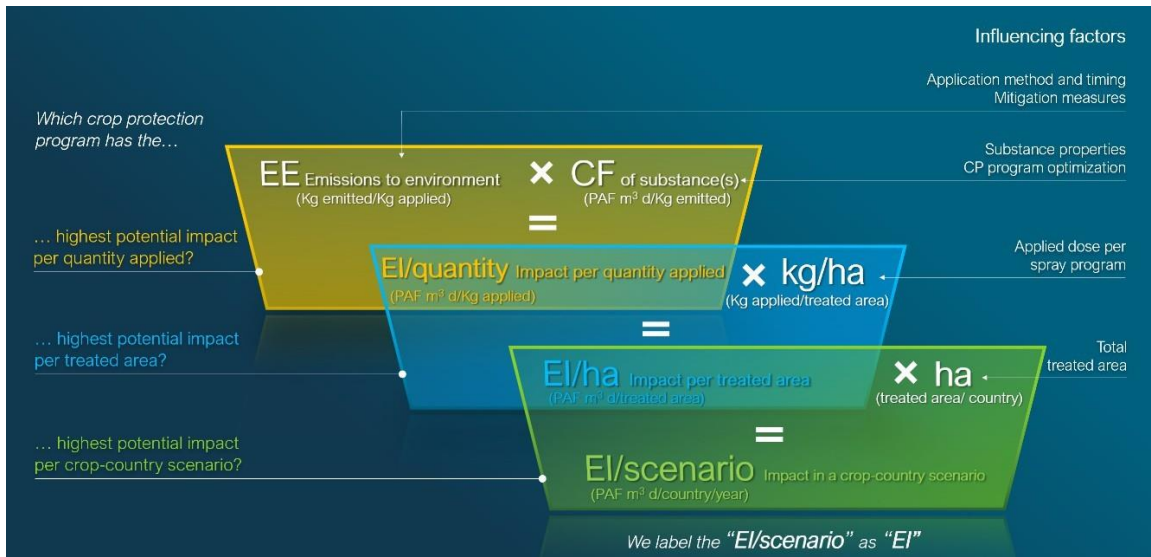 Influencing factors
Application method and timing
Mitigation measures
Which crop protection
program has the…
Substance properties
CP program optimization
EE Emissions to environment × CF of substance(s)
(Kg emitted/Kg applied) (PAF m³ d/Kg emitted)
=
… highest potential impact
per quantity applied?
Applied dose per
spray program
EI/quantity Impact per quantity applied × kg/ha
(PAF m³ d/Kg applied) (Kg applied/treated area)
=
… highest potential impact
per treated area?
Total
treated area
EI/ha Impact per treated area × ha
(PAF m³ d/treated area) (treated area/ country)
=
… highest potential impact
per crop-country scenario?
EI/scenario Impact in a crop-country scenario
(PAF m³ d/country/year)
We label the "EI/scenario" as "EI"